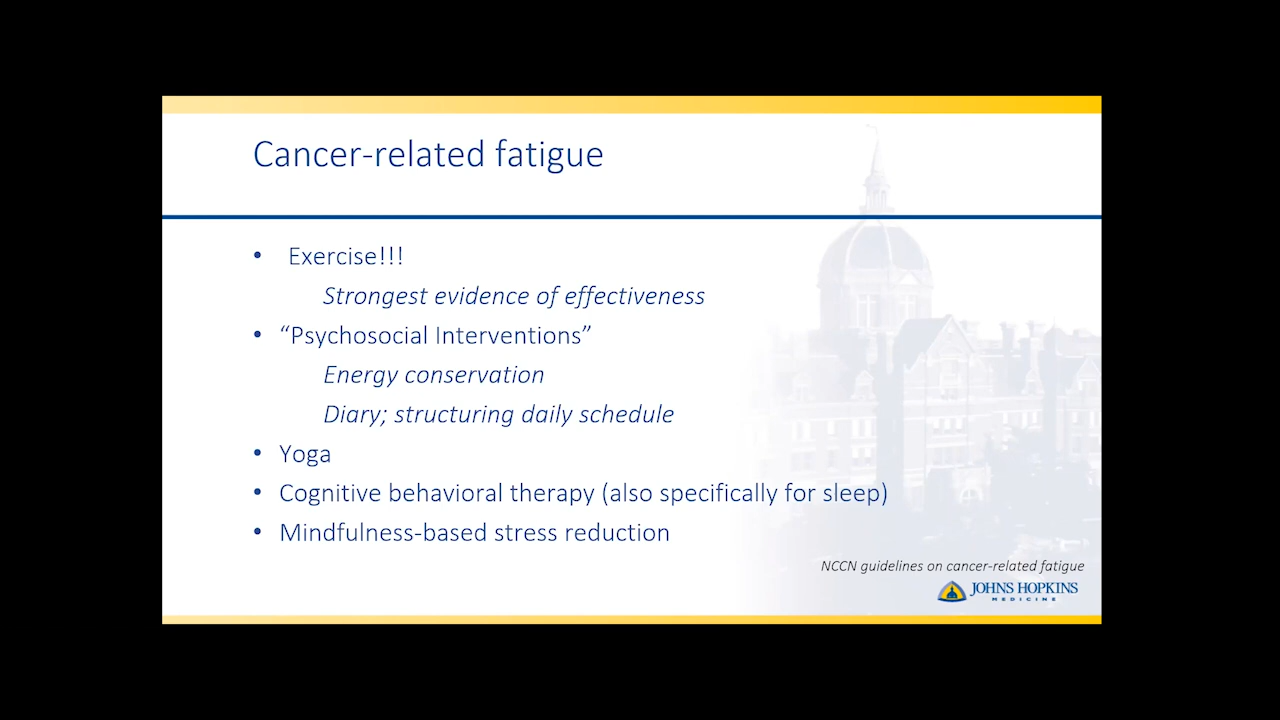 Cancer-related fatigue
• Exercise!!!
Strongest evidence of effectiveness
• “Psychosocial Interventions”
Energy conservation
Diary; structuring daily schedule
• Yoga
• Cognitive behavioral therapy (also specifically for sleep)
• Mindfulness-based stress reduction
NCCN guidelines on cancer-related fatigue
JOHNS HOPKINS
MEDICINE